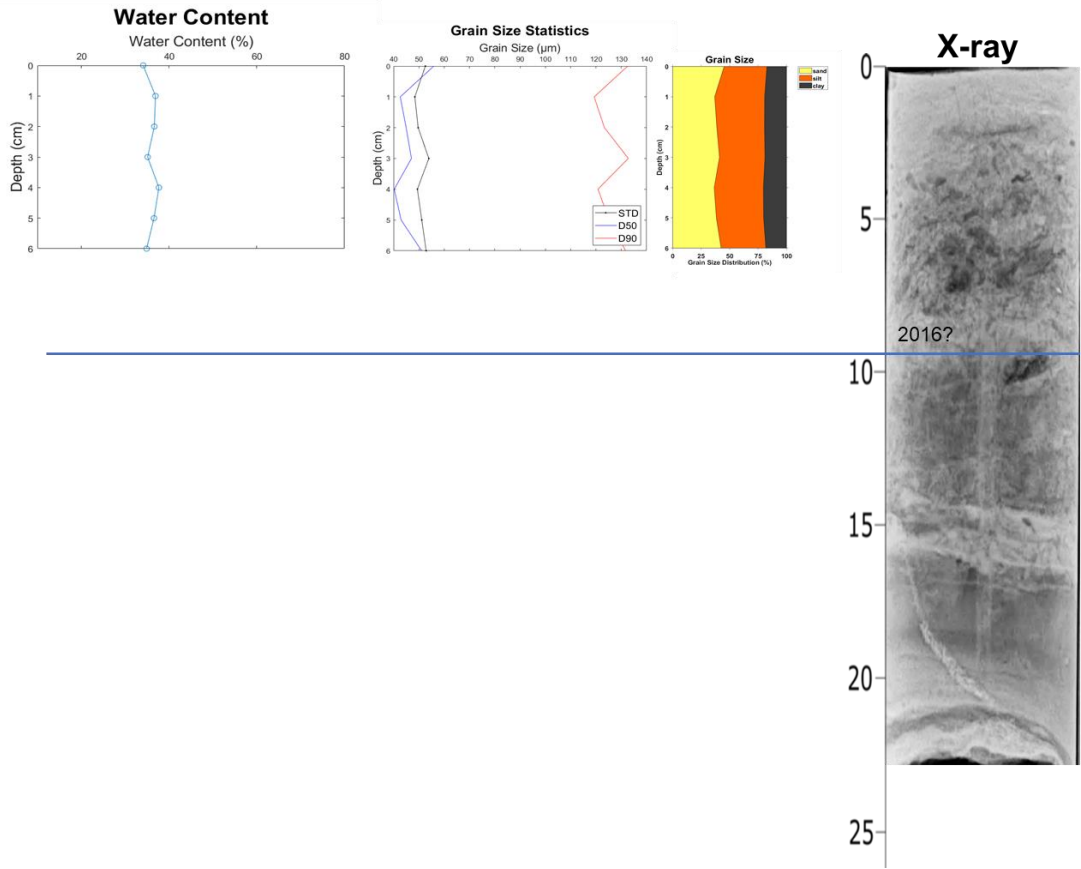 Water Content
Water Content (%)
20 40 60 80
0
1
2
3
4
5
6
Depth (cm)
Grain Size Statistics
Grain Size (µm)
40 50 60 70 80 90 100 110 120 130 140
0
1
2
3
4
5
6
Depth (cm)
STD
D50
D90
Grain Size
sand
silt
clay
0
1
2
3
4
5
6
Depth (cm)
0 25 50 75 100
Grain Size Distribution (%)
X-ray
0
5
10
15
20
25
2016?